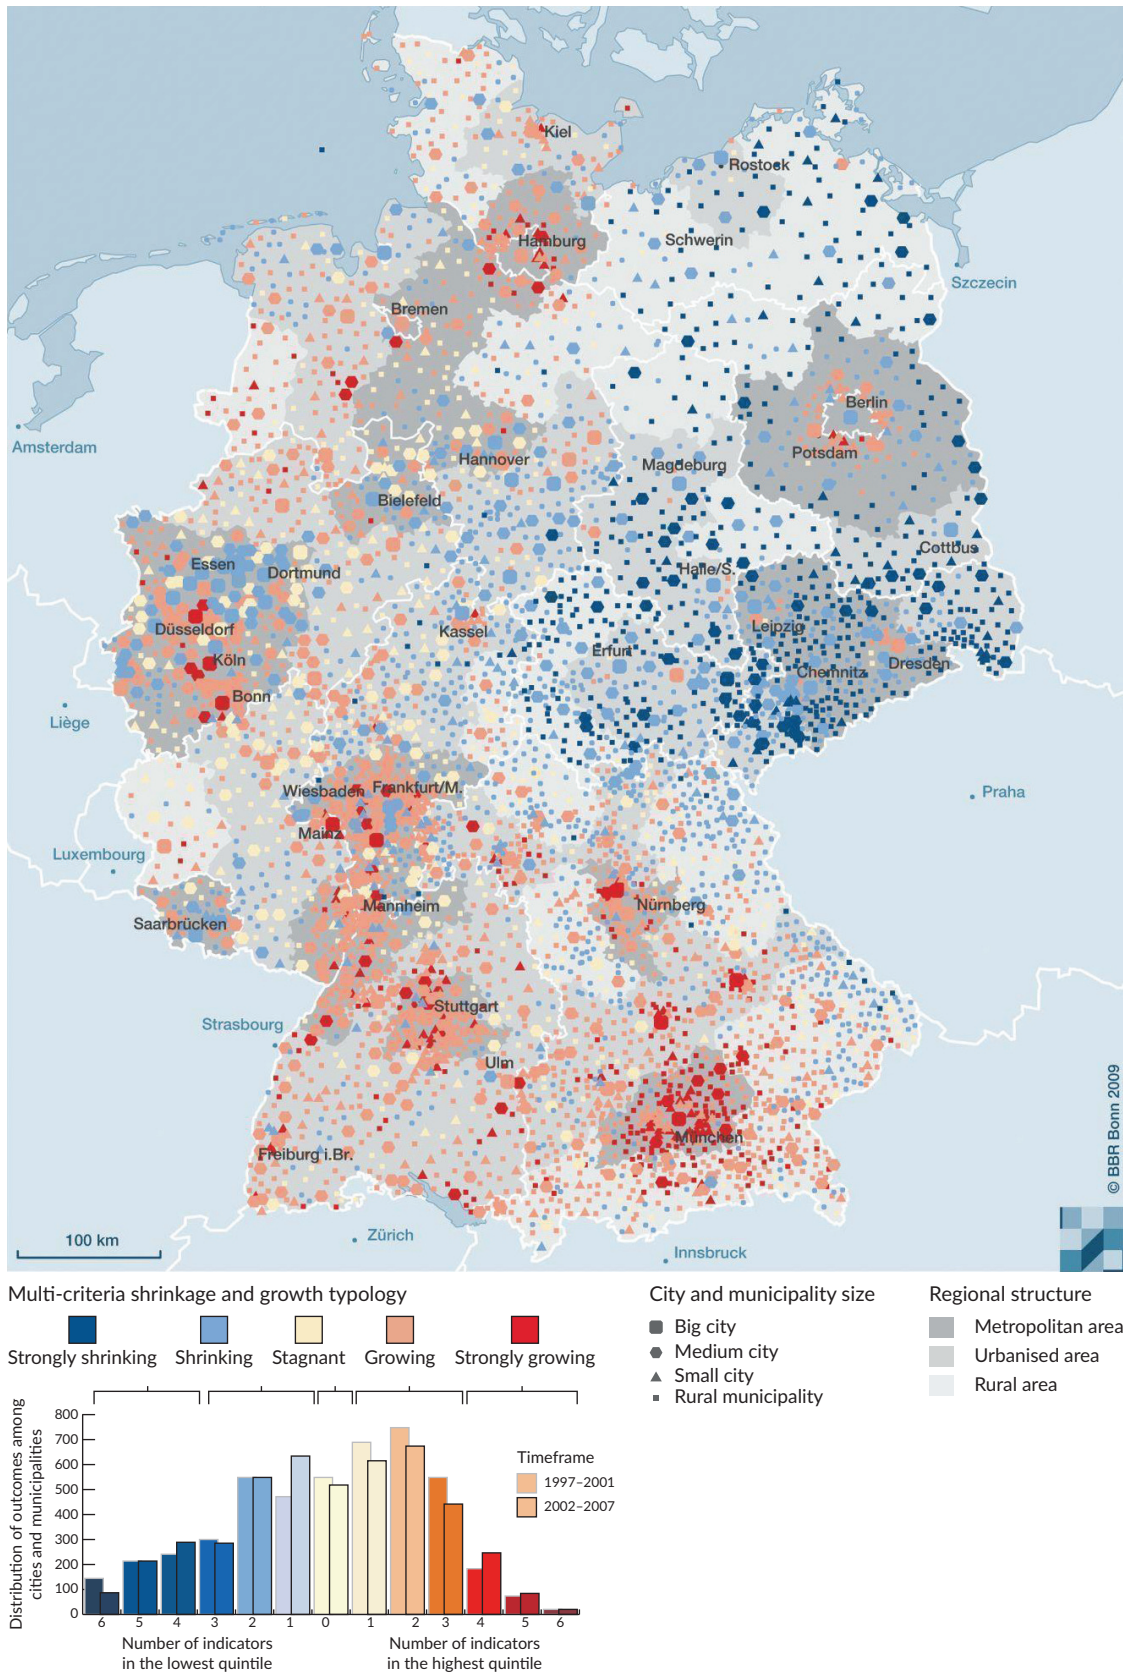 Kiel
Rostock
Hamburg
Schwerin
Szczecin
Bremen
Berlin
Amsterdam
Hannover
Potsdam
Magdeburg
Bielefeld
Essen
Dortmund
Cottbus
Halle/S.
Düsseldorf
Kassel
Leipzig
Erfurt
Köln
Chemnitz
Dresden
Bonn
Liège
Wiesbaden
Frankfurt/M.
Praha
Mainz
Luxembourg
Mannheim
Nürnberg
Saarbrücken
Stuttgart
Strasbourg
Ulm
München
Freiburg i.Br.
© BBR Bonn 2009
100 km
Zürich
Innsbruck
Multi-criteria shrinkage and growth typology
Strongly shrinking
Shrinking
Stagnant
Growing
Strongly growing
City and municipality size
Big city
Medium city
Small city
Rural municipality
Regional structure
Metropolitan area
Urbanised area
Rural area
Distribution of outcomes among
cities and municipalities
800
700
600
500
400
300
200
100
0
Timeframe
1997–2001
2002–2007
6 5 4 3 2 1 0 1 2 3 4 5 6
Number of indicators
in the lowest quintile
Number of indicators
in the highest quintile